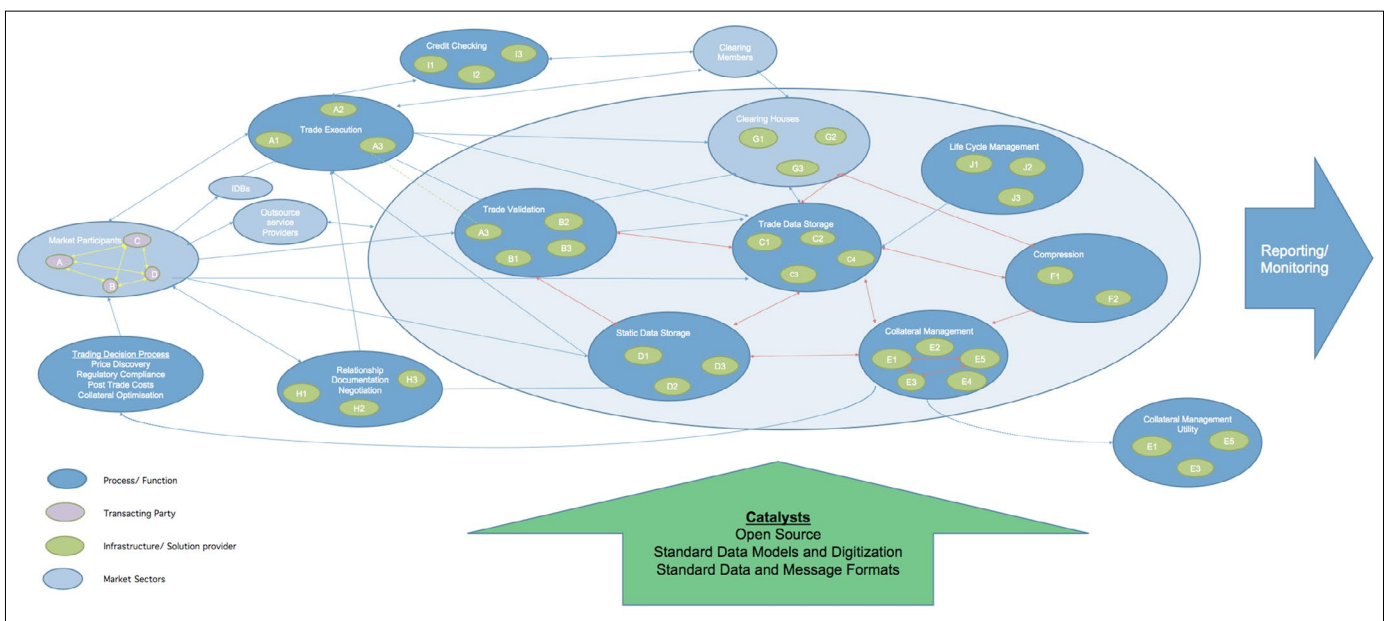 Credit Checking
I1
I2
I3
Clearing
Members
A2
Trade Execution
A1
A3
Clearing Houses
G1
G2
G3
Life Cycle Management
J1
J2
J3
IDBs
Outsource
service
Providers
Trade Validation
A3
B2
B3
B1
Trade Data Storage
C1
C2
C3
C4
Market Participants
C
A
D
B
Compression
F1
F2
Reporting/
Monitoring
Static Data Storage
D1
D3
D2
Collateral Management
E2
E1
E5
E3
E4
Trading Decision Process
Price Discovery
Regulatory Compliance
Post Trade Costs
Collateral Optimisation
Relationship
Documentation
Negotiation
H1
H3
H2
Collateral Management
Utility
E1
E5
E3
Process/ Function
Transacting Party
Infrastructure/ Solution provider
Market Sectors
Catalysts
Open Source
Standard Data Models and Digitization
Standard Data and Message Formats